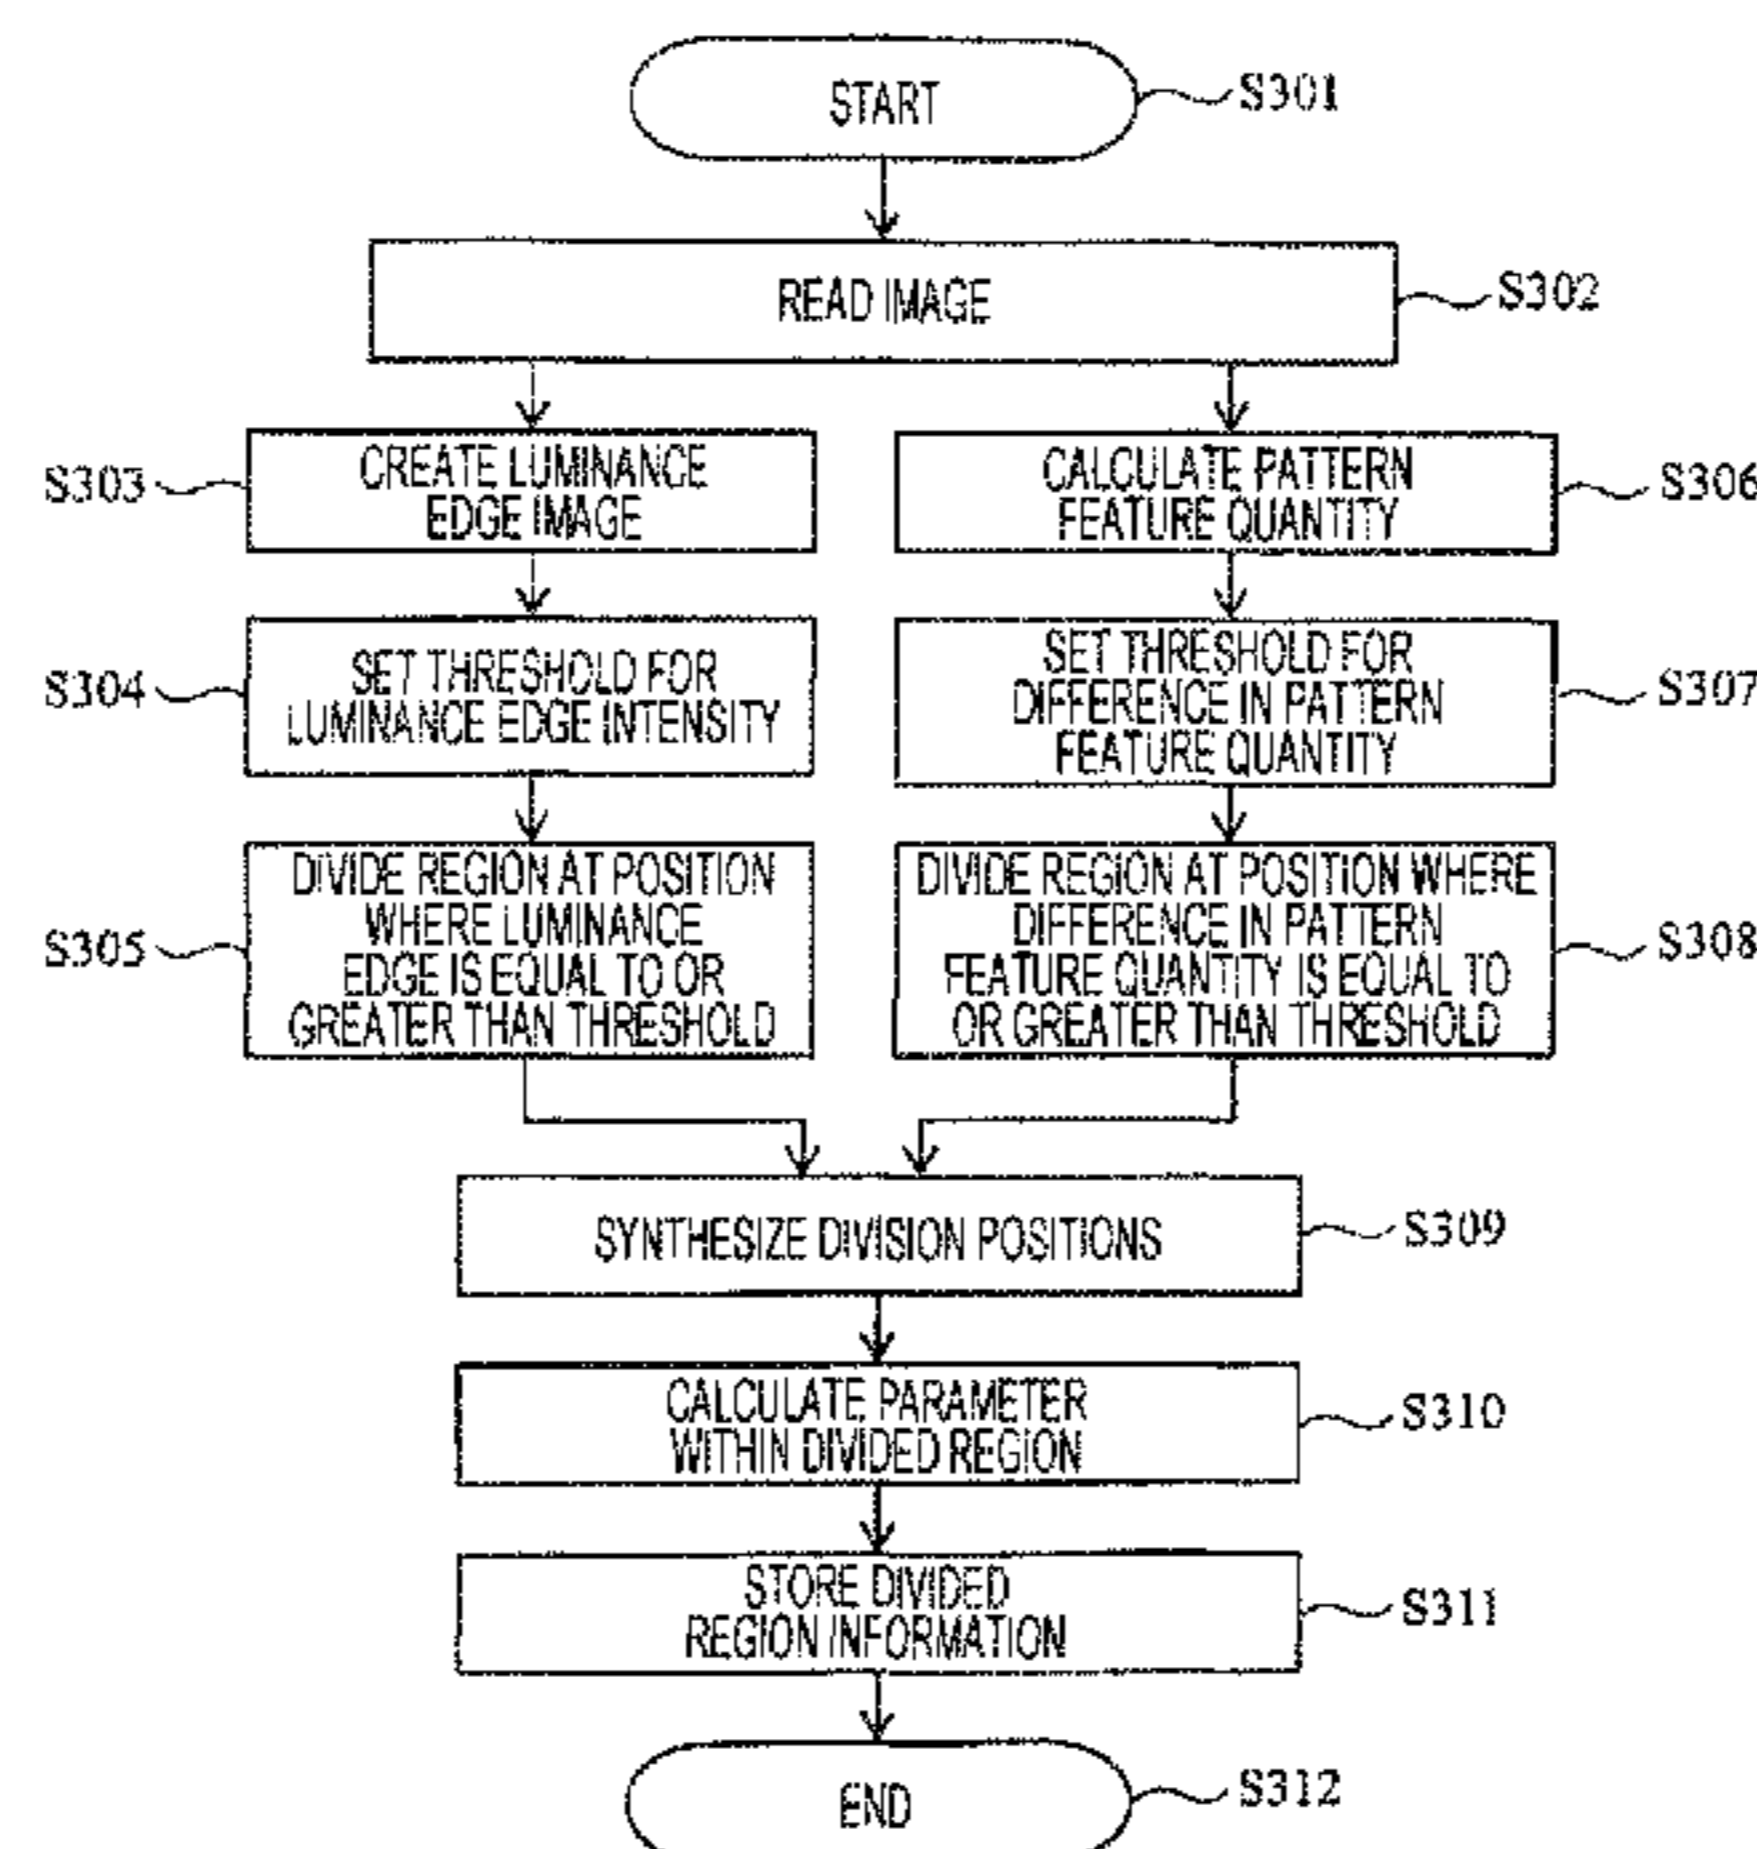 START
S301
READ IMAGE
S302
S303
CREATE LUMINANCE
EDGE IMAGE
CALCULATE PATTERN
FEATURE QUANTITY
S306
S304
SET THRESHOLD FOR
LUMINANCE EDGE INTENSITY
SET THRESHOLD FOR
DIFFERENCE IN PATTERN
FEATURE QUANTITY
S307
S305
DIVIDE REGION AT POSITION
WHERE LUMINANCE
EDGE IS EQUAL TO OR
GREATER THAN THRESHOLD
DIVIDE REGION AT POSITION WHERE
DIFFERENCE IN PATTERN
FEATURE QUANTITY IS EQUAL TO
OR GREATER THAN THRESHOLD
S308
SYNTHESIZE DIVISION POSITIONS
S309
CALCULATE PARAMETER
WITHIN DIVIDED REGION
S310
STORE DIVIDED
REGION INFORMATION
S311
END
S312